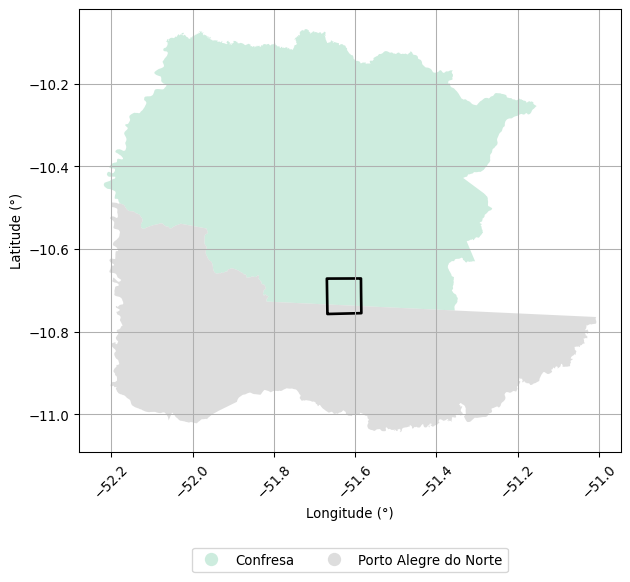 Latitude (°)
−10.2
−10.4
−10.6
−10.8
−11.0
−52.2 −52.0 −51.8 −51.6 −51.4 −51.2 −51.0
Longitude (°)
Confresa Porto Alegre do Norte